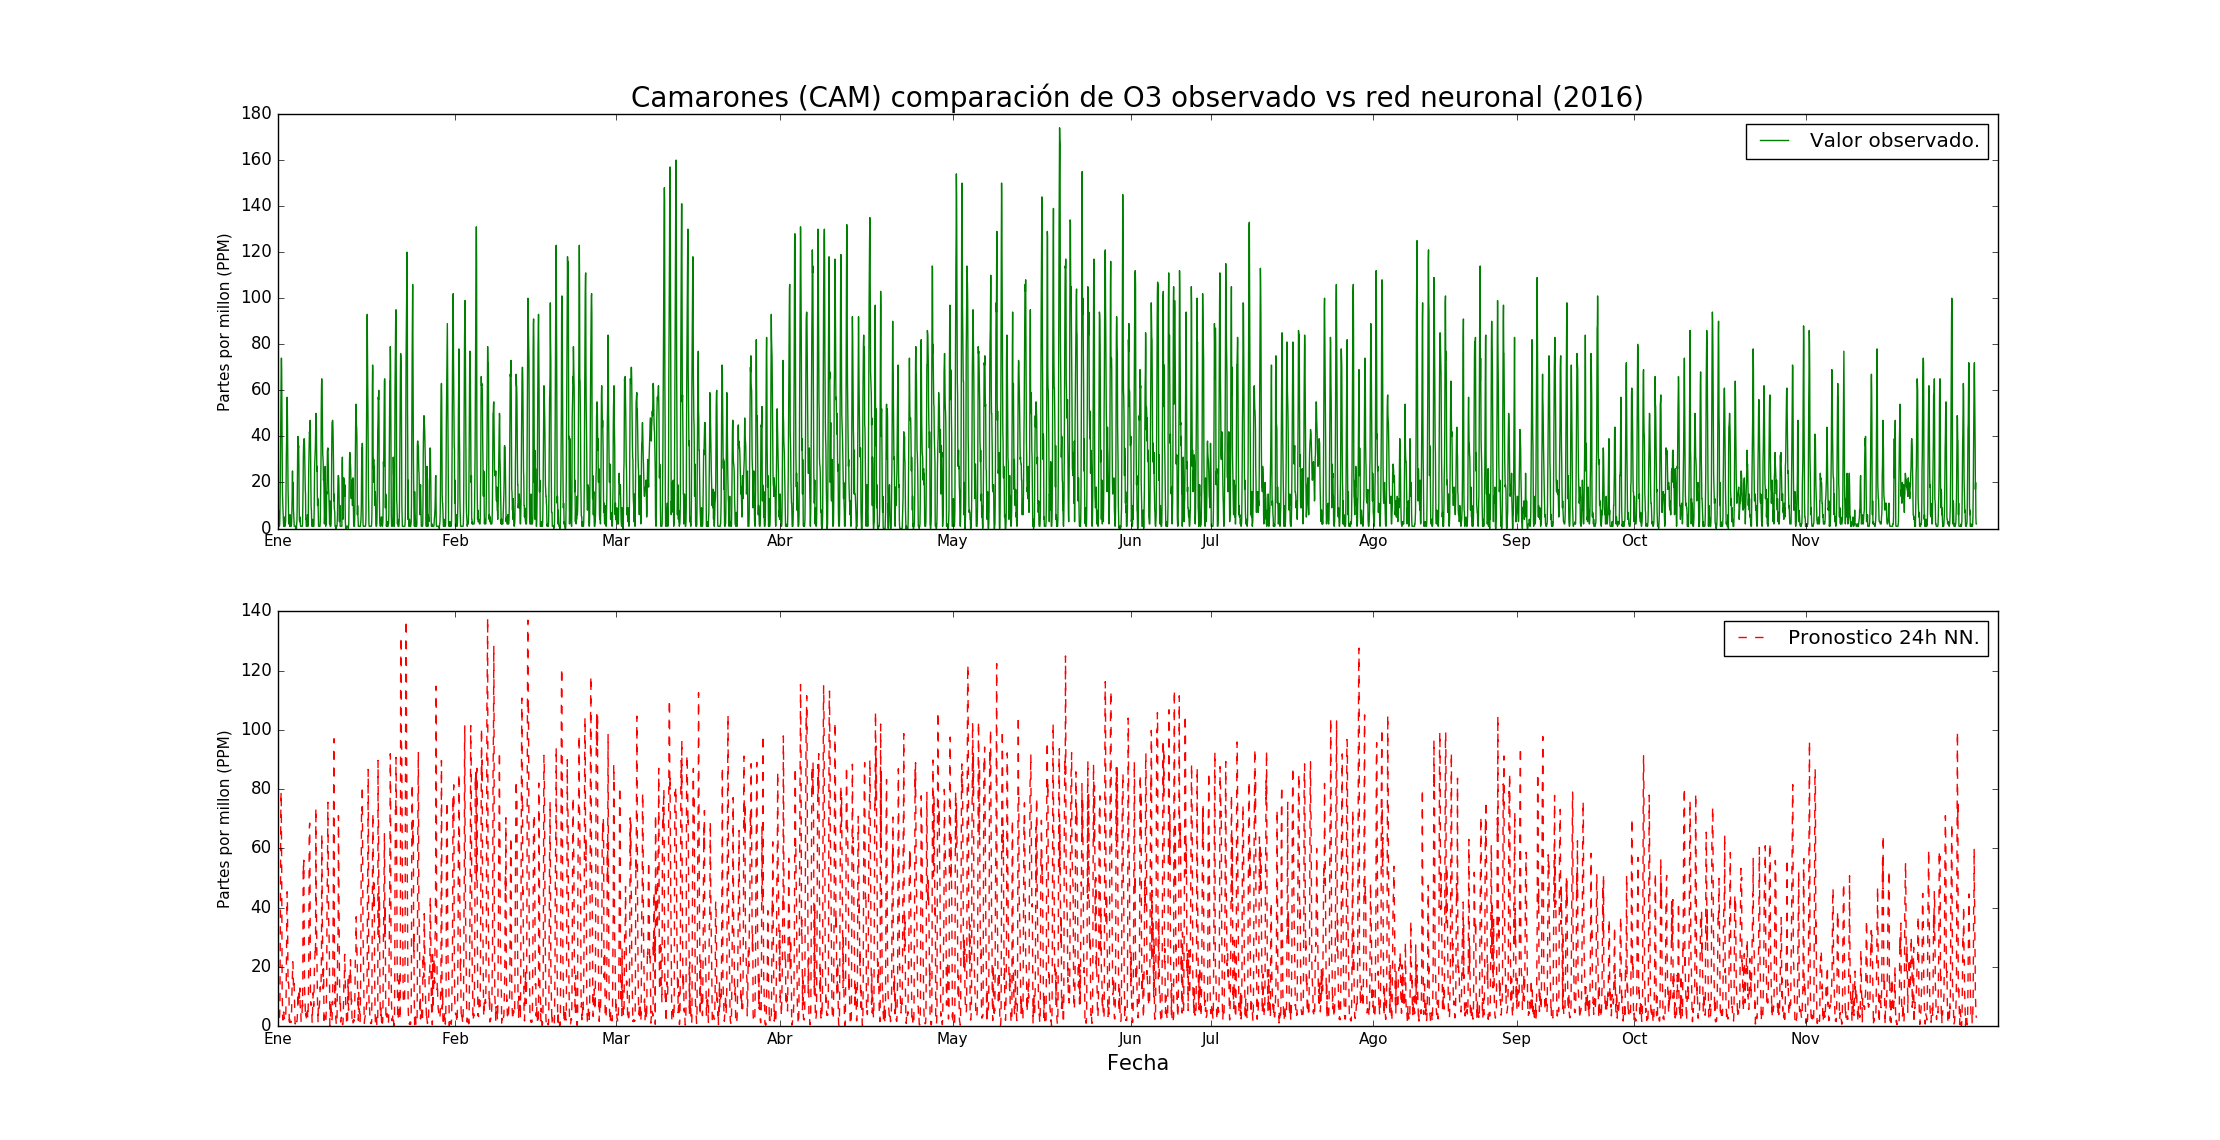 Camarones (CAM) comparación de O3 observado vs red neuronal (2016)
180
160
140
120
100
80
60
40
20
0
Partes por millon (PPM)
Valor observado.
Ene Feb Mar Abr May Jun Jul Ago Sep Oct Nov
140
120
100
80
60
40
20
0
Partes por millon (PPM)
Pronostico 24h NN.
Ene Feb Mar Abr May Jun Jul Ago Sep Oct Nov
Fecha